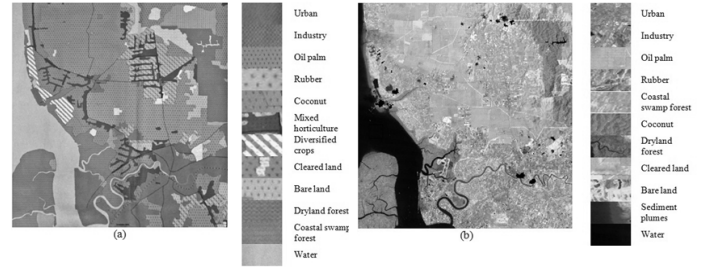 Urban
Industry
Oil palm
Rubber
Coconut
Mixed
horticulture
Diversified
crops
Cleared land
Bare land
Dryland forest
Coastal swamp
forest
Water
(a)
(b)
Urban
Industry
Oil palm
Rubber
Coastal
swamp forest
Coconut
Dryland
forest
Cleared land
Bare land
Sediment
plumes
Water